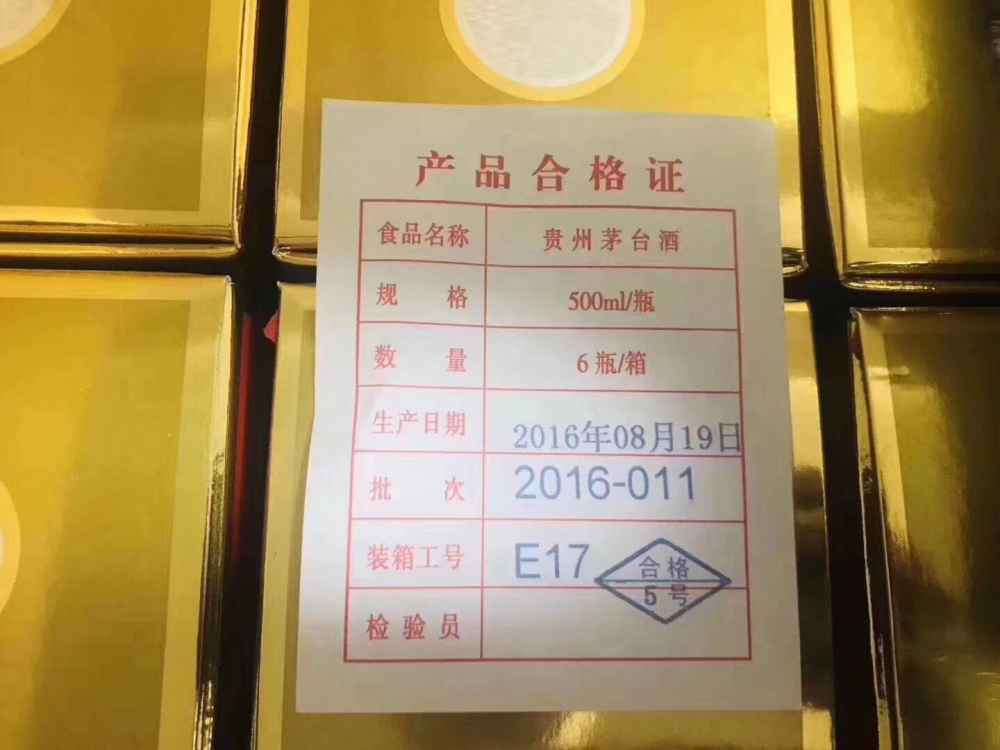 产品合格证
食品名称 贵州茅台酒
规格 500ml/瓶
数量 6瓶/箱
生产日期 2016年08月19日
批次 2016-011
装箱工号 E17
合格
5号
检验员